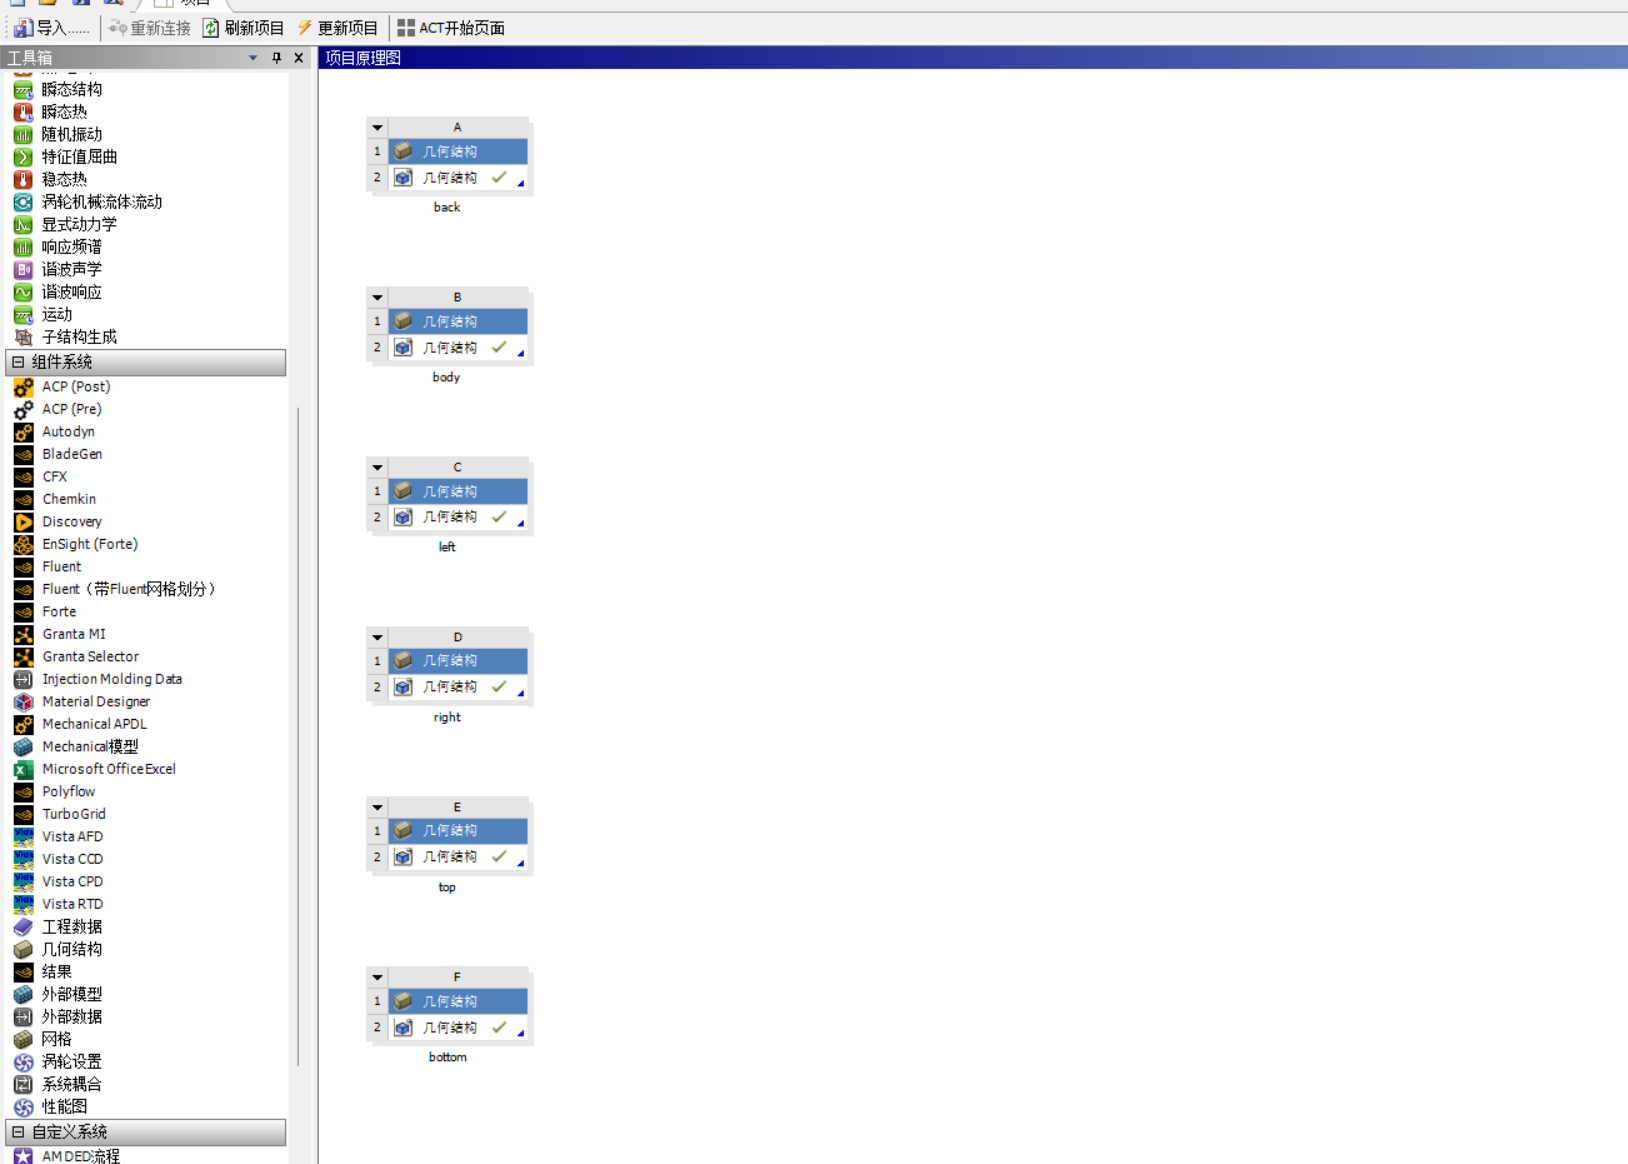 项目
导入...... 重新连接 刷新项目 更新项目 ACT开始页面
工具箱
瞬态结构
瞬态热
随机振动
特征值屈曲
稳态热
涡轮机械流体流动
显式动力学
响应频谱
谐波声学
谐波响应
运动
子结构生成
组件系统
ACP (Post)
ACP (Pre)
Autodyn
BladeGen
CFX
Chemkin
Discovery
EnSight (Forte)
Fluent
Fluent（带Fluent网格划分）
Forte
Granta MI
Granta Selector
Injection Molding Data
Material Designer
Mechanical APDL
Mechanical模型
Microsoft Office Excel
Polyflow
TurboGrid
Vista AFD
Vista CCD
Vista CPD
Vista RTD
工程数据
几何结构
结果
外部模型
外部数据
网格
涡轮设置
系统耦合
性能图
自定义系统
AM DED流程
项目原理图
A
1 几何结构
2 几何结构
back
B
1 几何结构
2 几何结构
body
C
1 几何结构
2 几何结构
left
D
1 几何结构
2 几何结构
right
E
1 几何结构
2 几何结构
top
F
1 几何结构
2 几何结构
bottom